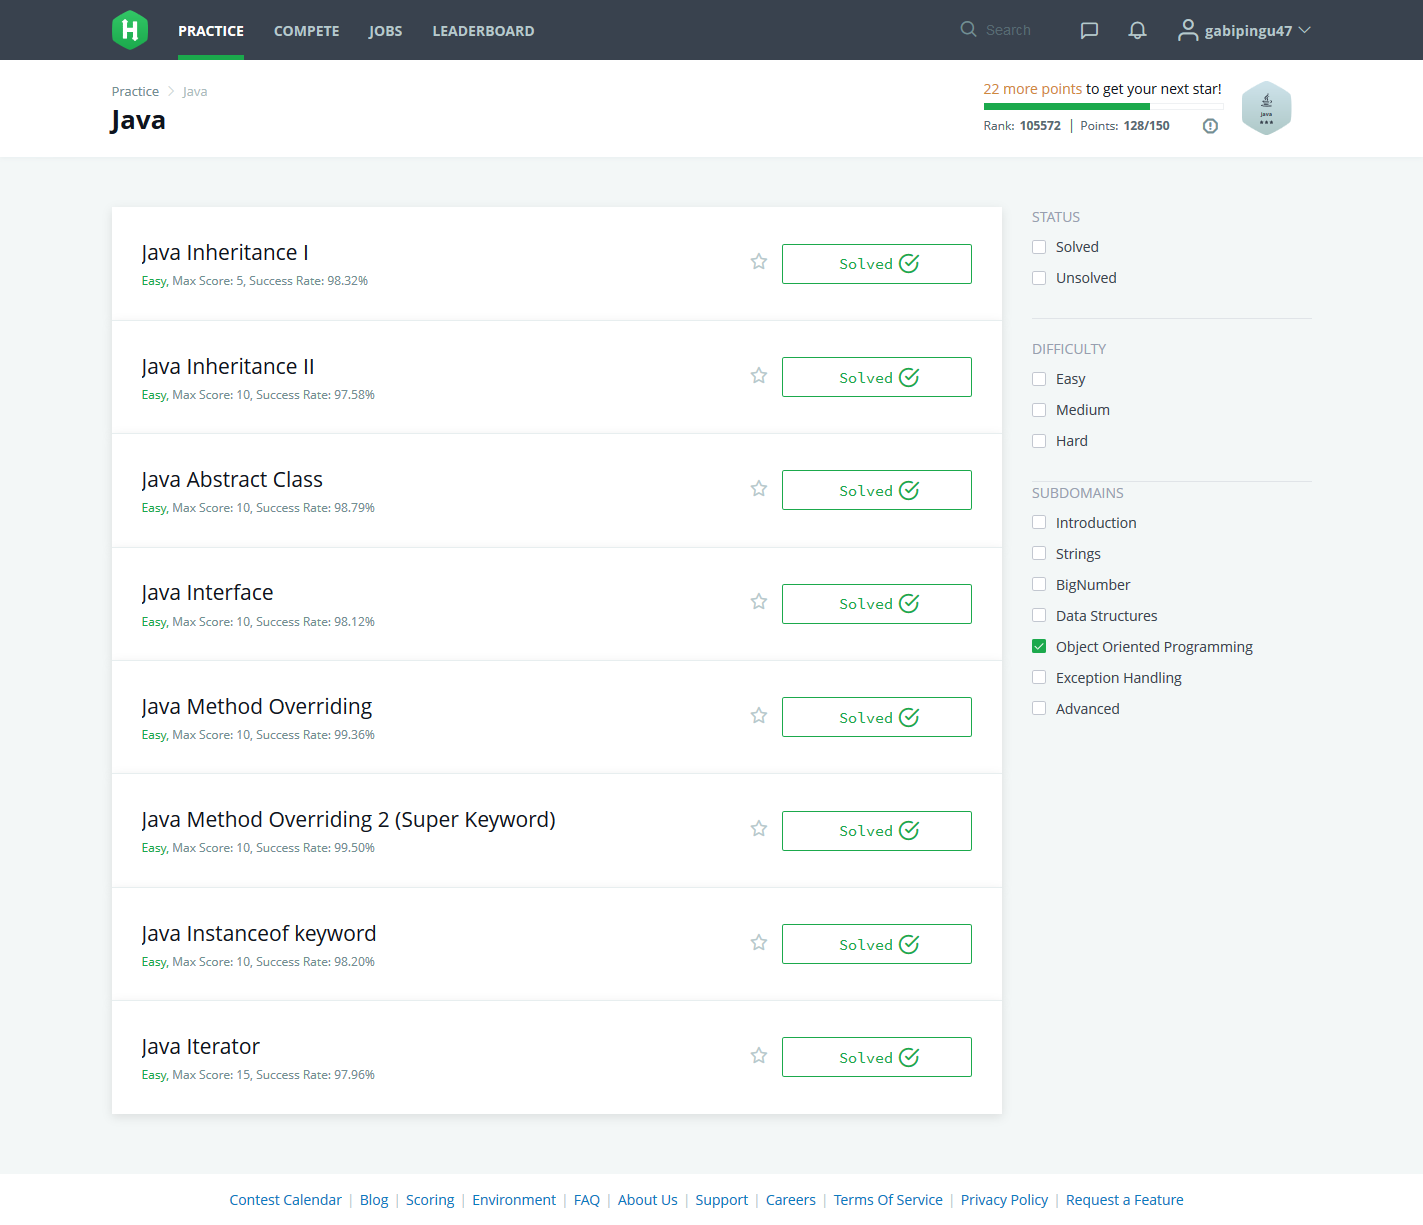 PRACTICE COMPETE JOBS LEADERBOARD Search gabipingu47
Practice Java
Java
22 more points to get your next star!
Rank: 105572 | Points: 128/150
Java
Java Inheritance I
Easy, Max Score: 5, Success Rate: 98.32%
Solved
Java Inheritance II
Easy, Max Score: 10, Success Rate: 97.58%
Solved
Java Abstract Class
Easy, Max Score: 10, Success Rate: 98.79%
Solved
Java Interface
Easy, Max Score: 10, Success Rate: 98.12%
Solved
Java Method Overriding
Easy, Max Score: 10, Success Rate: 99.36%
Solved
Java Method Overriding 2 (Super Keyword)
Easy, Max Score: 10, Success Rate: 99.50%
Solved
Java Instanceof keyword
Easy, Max Score: 10, Success Rate: 98.20%
Solved
Java Iterator
Easy, Max Score: 15, Success Rate: 97.96%
Solved
STATUS
Solved
Unsolved
DIFFICULTY
Easy
Medium
Hard
SUBDOMAINS
Introduction
Strings
BigNumber
Data Structures
Object Oriented Programming
Exception Handling
Advanced
Contest Calendar | Blog | Scoring | Environment | FAQ | About Us | Support | Careers | Terms Of Service | Privacy Policy | Request a Feature